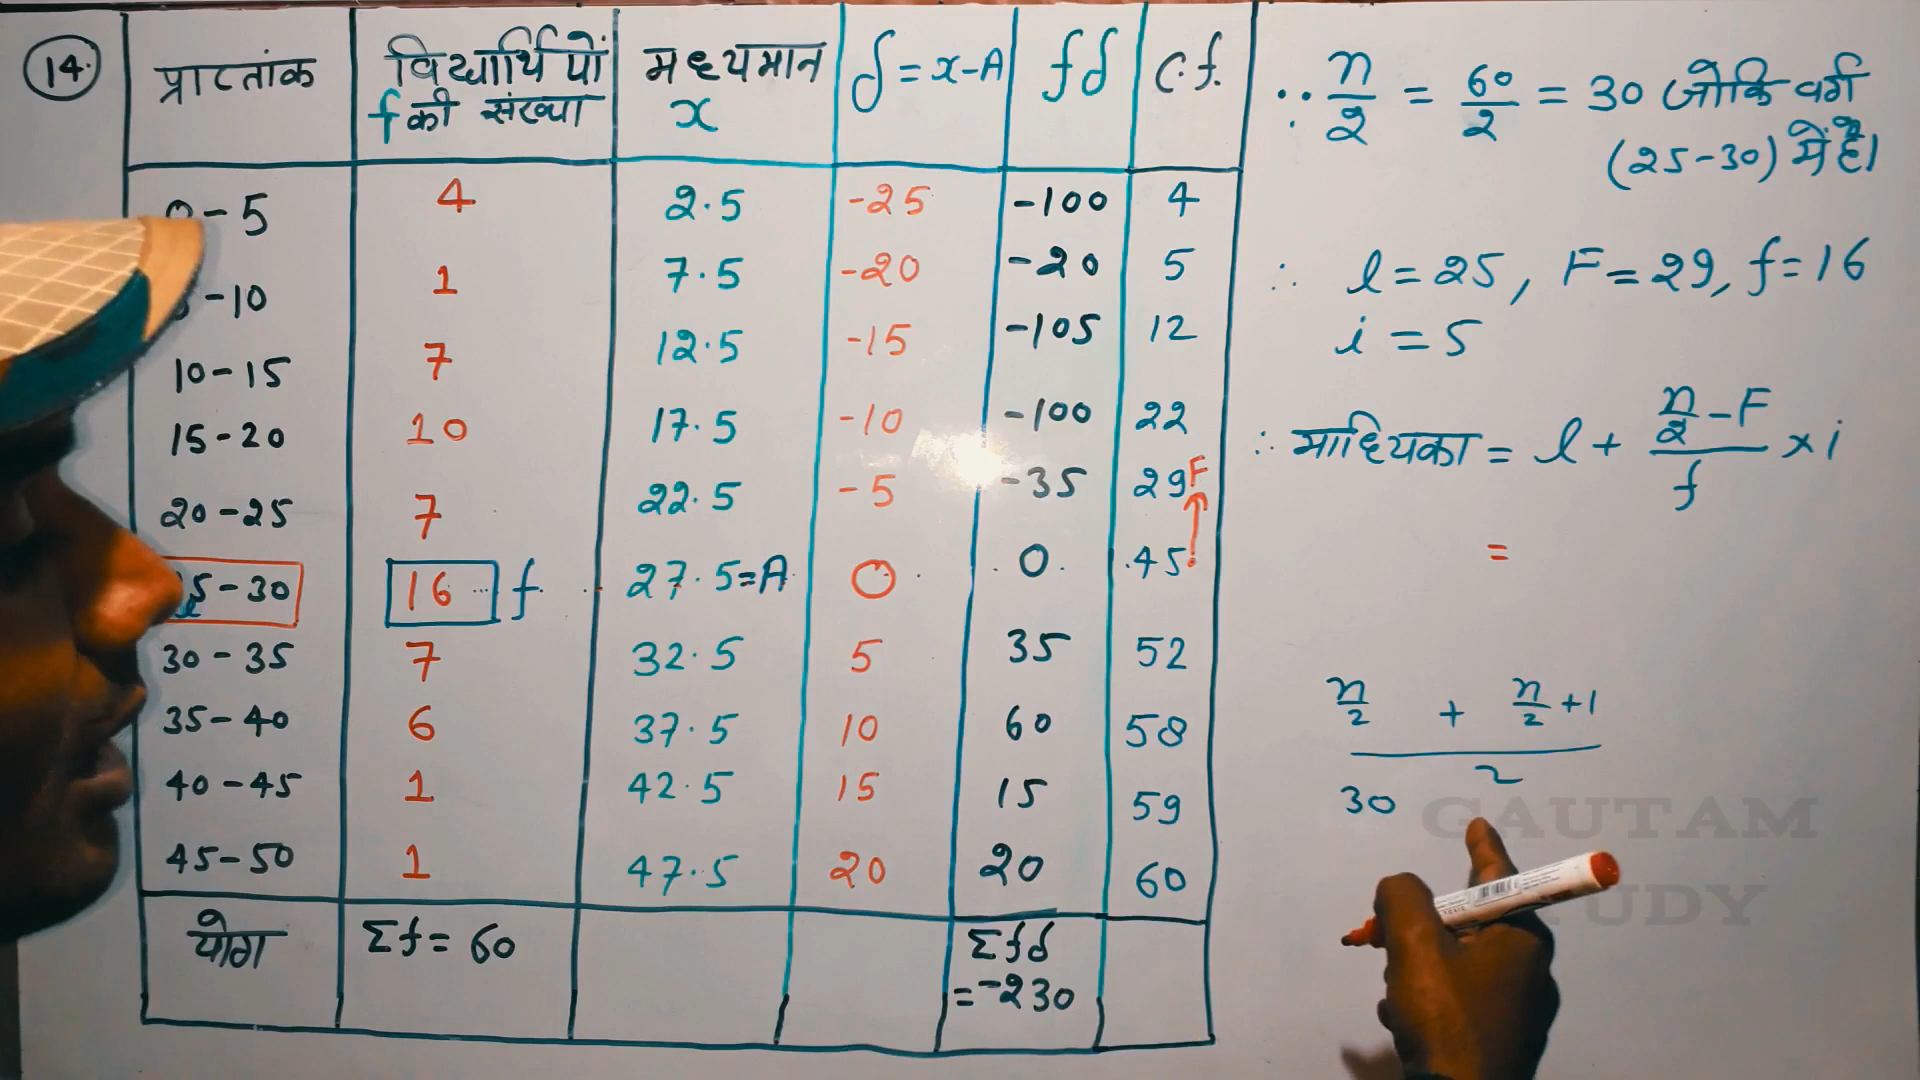 14.
प्राप्तांक विद्यार्थियों मध्यमान d = x-A fd c.f.
f की संख्या x
0-5 4 2.5 -25 -100 4
-10 1 7.5 -20 -20 5
10-15 7 12.5 -15 -105 12
15-20 10 17.5 -10 -100 22
20-25 7 22.5 -5 -35 29 F
5-30 16 f 27.5=A 0 0 45
30-35 7 32.5 5 35 52
35-40 6 37.5 10 60 58
40-45 1 42.5 15 15 59
45-50 1 47.5 20 20 60
योग Σf = 60 Σfd
= -230
∵ n/2 = 60/2 = 30 जोकि वर्ग
(25-30) में है।
∴ l = 25, F = 29, f = 16
i = 5
∴ माध्यिका = l + (n/2 - F)/f × i
=
n/2 + n/2 +1
2
30
GAUTAM
STUDY